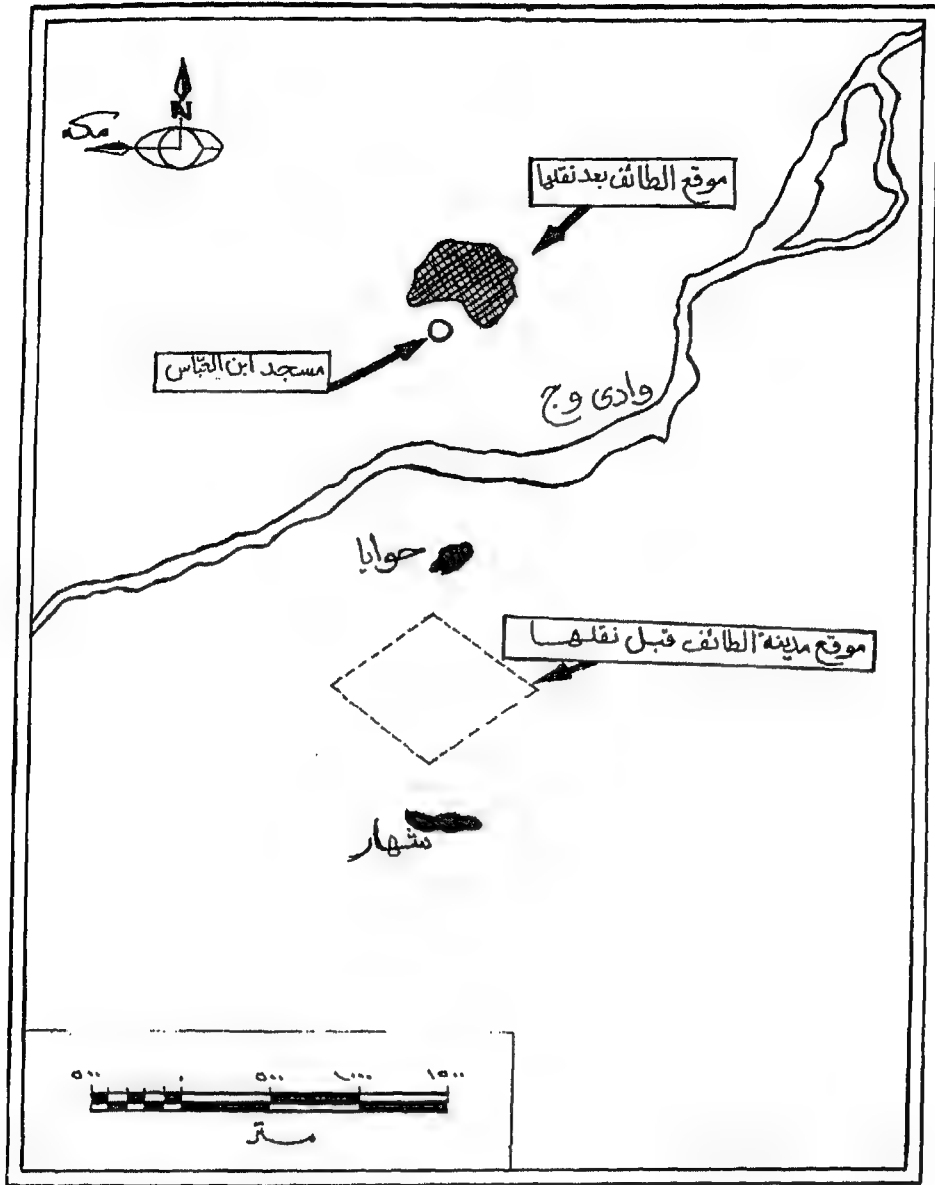 N
مكة
موقع الطائف بعد نقلها
مسجد ابن العباس
وادى وج
حوايا
موقع مدينة الطائف قبل نقلها
شهار
٥٠٠ ٠ ٥٠٠ ١٠٠٠ ١٥٠٠
متر